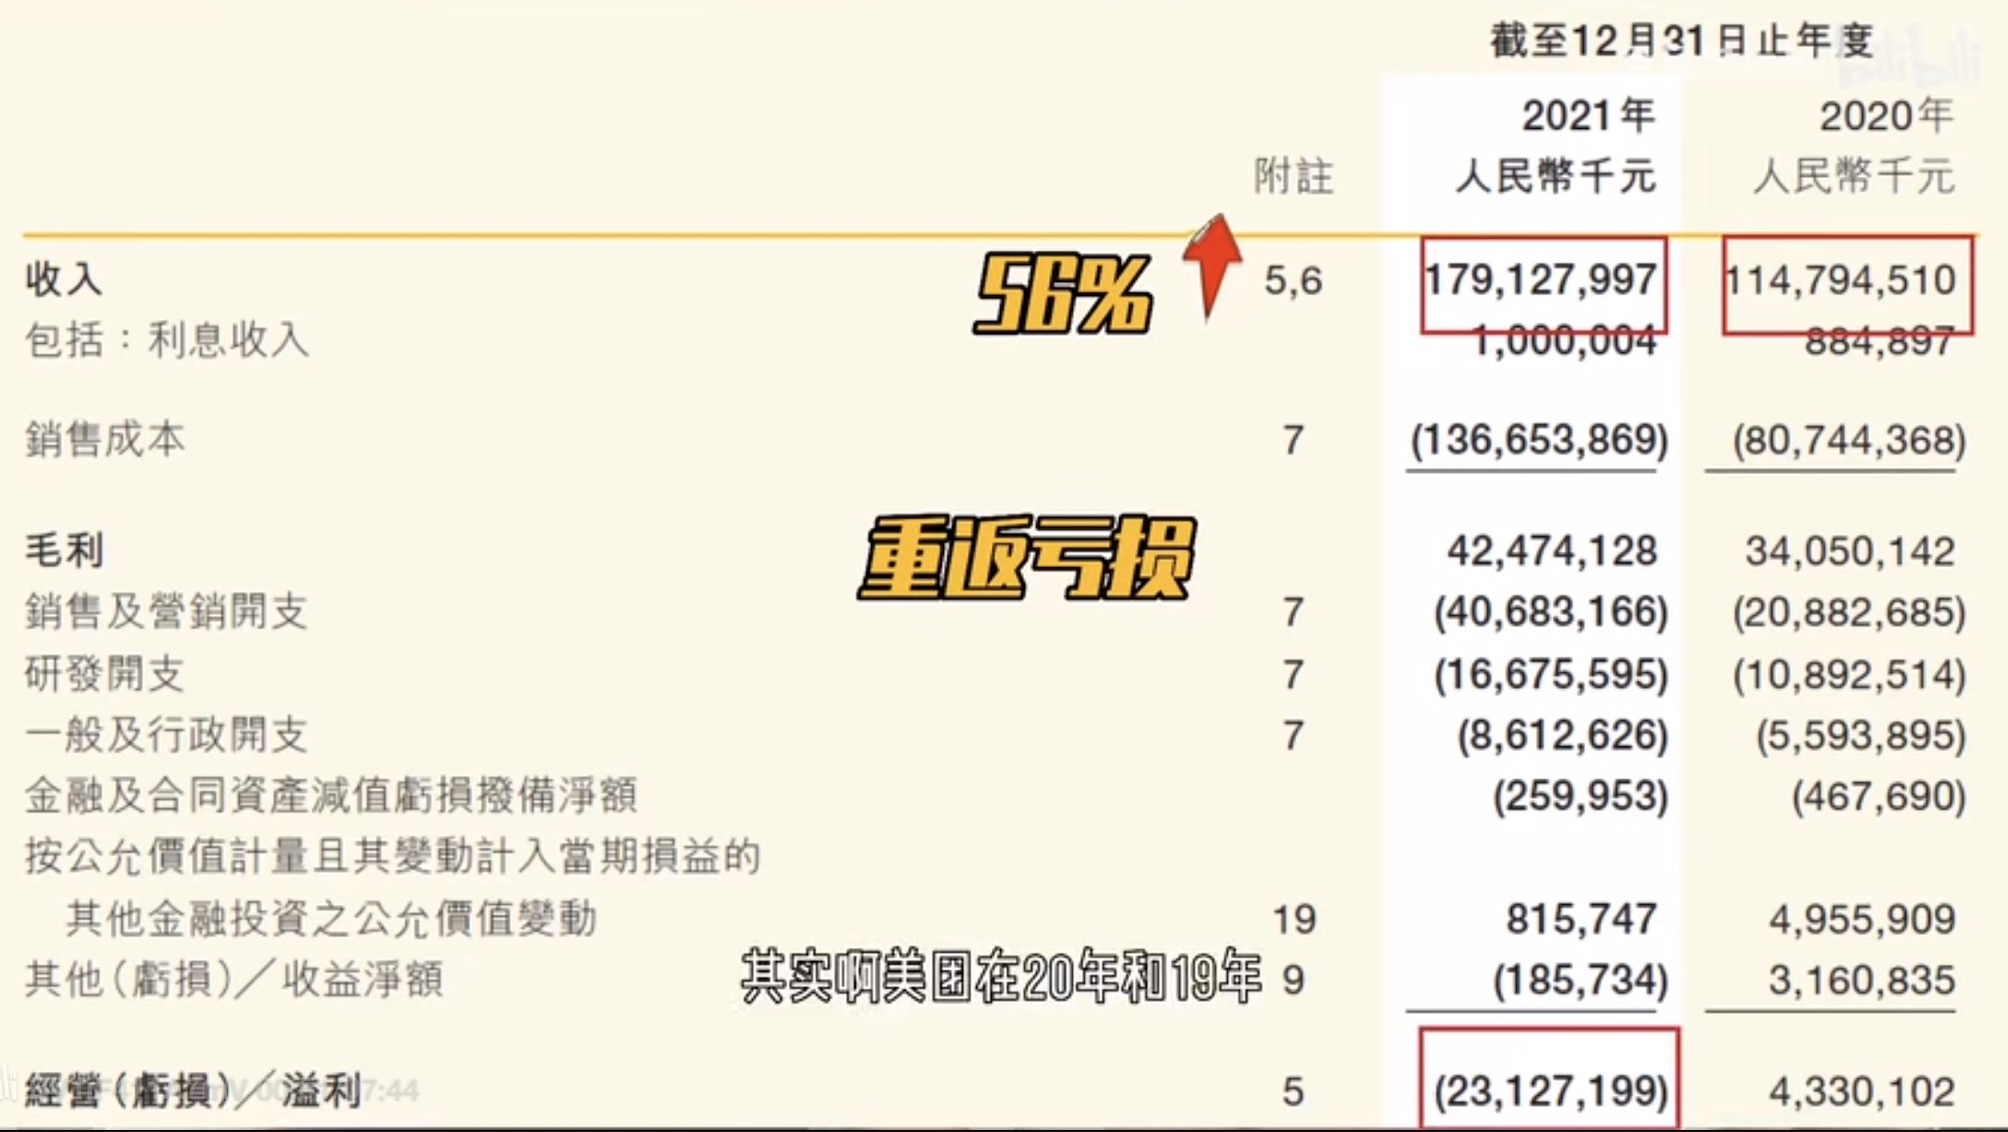 截至12月31日止年度
bilibili
2021年 2020年
附註 人民幣千元 人民幣千元
收入 56% 5,6 179,127,997 114,794,510
包括：利息收入 1,000,004 884,897
銷售成本 7 (136,653,869) (80,744,368)
重返亏损
毛利 42,474,128 34,050,142
銷售及營銷開支 7 (40,683,166) (20,882,685)
研發開支 7 (16,675,595) (10,892,514)
一般及行政開支 7 (8,612,626) (5,593,895)
金融及合同資產減值虧損撥備淨額 (259,953) (467,690)
按公允價值計量且其變動計入當期損益的
其他金融投資之公允價值變動 19 815,747 4,955,909
其他(虧損)／收益淨額 9 (185,734) 3,160,835
其实啊美团在20年和19年
經營(虧損)／溢利 5 (23,127,199) 4,330,102